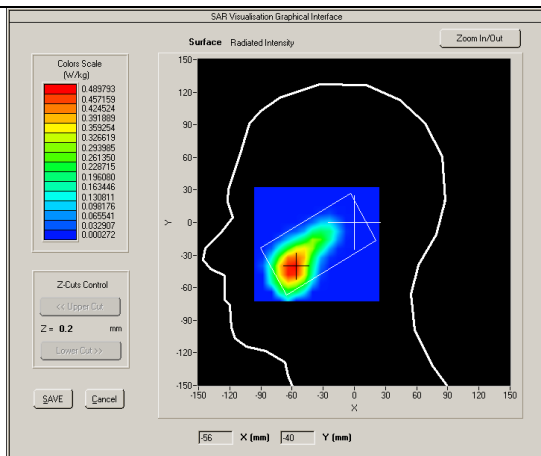 SAR Visualisation Graphical Interface
Surface Radiated Intensity
Zoom In/Out
Colors Scale
(W/kg)
0.489793
0.457159
0.424524
0.391889
0.359254
0.326619
0.293985
0.261350
0.228715
0.196080
0.163446
0.130811
0.098176
0.065541
0.032907
0.000272
150
120
90
60
30
0
-30
-60
-90
-120
-150
Y
-150 -120 -90 -60 -30 0 30 60 90 120 150
X
Z-Cuts Control
<< Upper Cut
Z = 0.2 mm
Lower Cut >>
SAVE Cancel
-56 X (mm) -40 Y (mm)